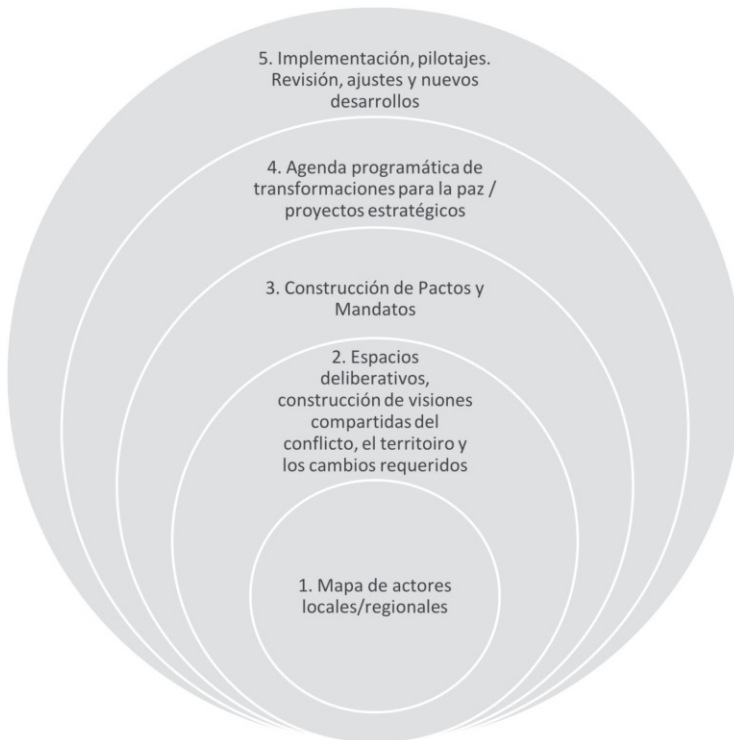 5. Implementación, pilotajes.
Revisión, ajustes y nuevos
desarrollos
4. Agenda programática de
transformaciones para la paz /
proyectos estratégicos
3. Construcción de Pactos y
Mandatos
2. Espacios
deliberativos,
construcción de visiones
compartidas del
conflicto, el territoiro y
los cambios requeridos
1. Mapa de actores
locales/regionales